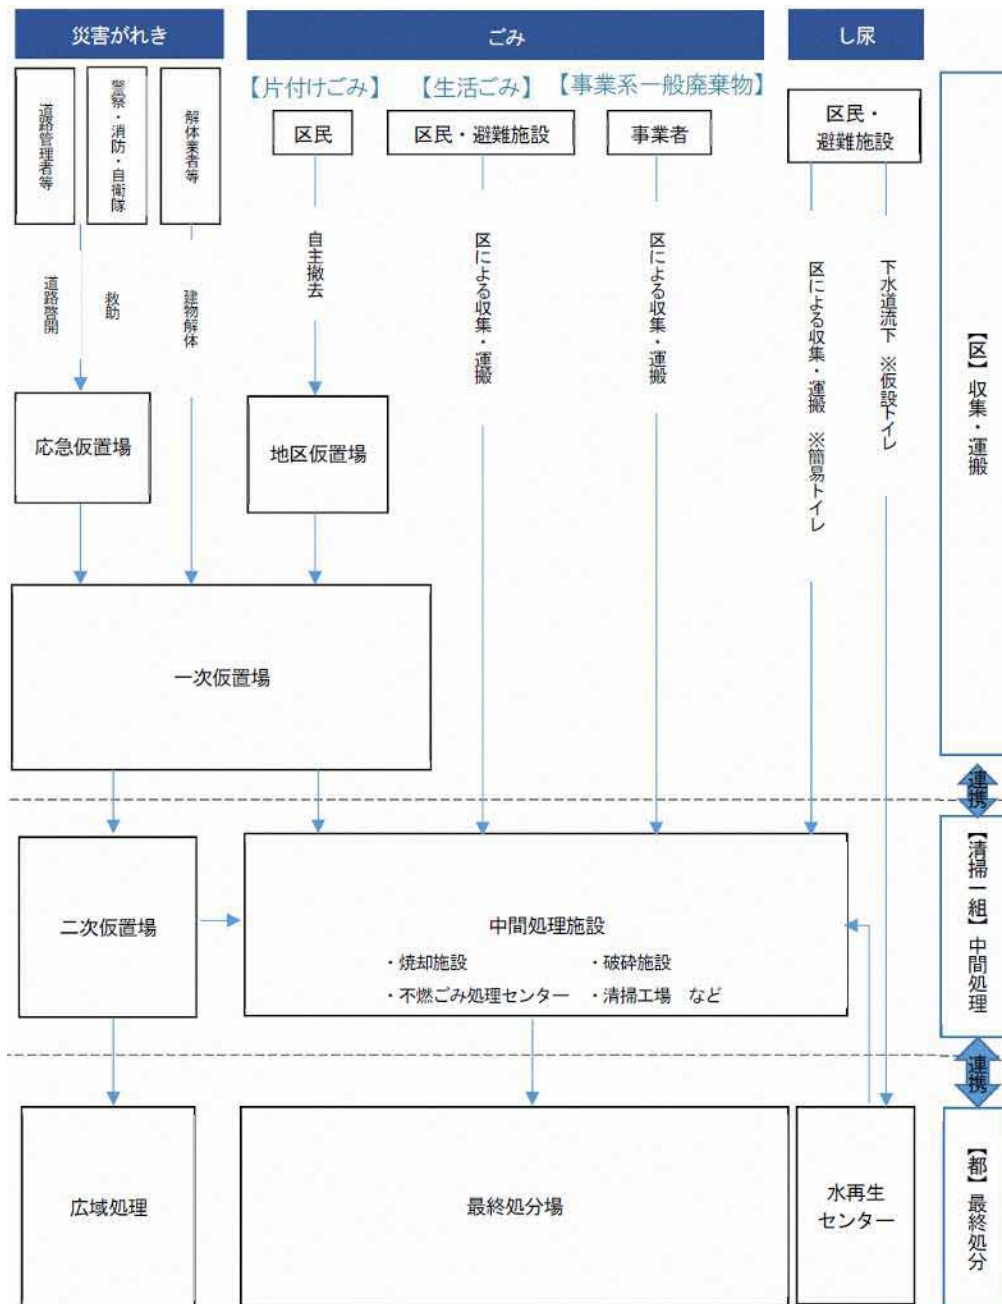 災害がれき
ごみ
し尿
【片付けごみ】
【生活ごみ】
【事業系一般廃棄物】
道路管理者等
警察・消防・自衛隊
解体業者等
区民
区民・避難施設
事業者
区民・
避難施設
道路啓開
救助
建物解体
自主撤去
区による収集・運搬
区による収集・運搬
区による収集・運搬 ※簡易トイレ
下水道流下 ※仮設トイレ
【区】収集・運搬
応急仮置場
地区仮置場
一次仮置場
連携
二次仮置場
中間処理施設
・焼却施設
・破砕施設
・不燃ごみ処理センター
・清掃工場 など
【清掃一組】中間処理
連携
広域処理
最終処分場
水再生
センター
【都】最終処分